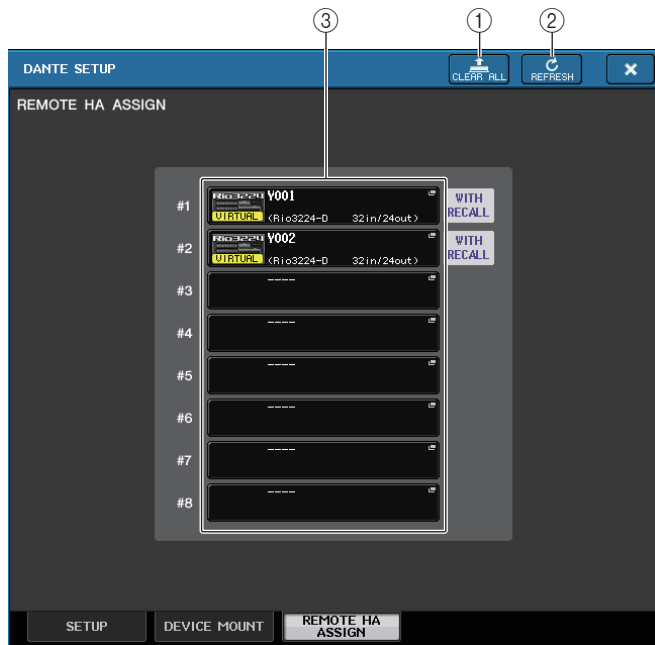 ③ ① ②
DANTE SETUP CLEAR ALL REFRESH ×
REMOTE HA ASSIGN
#1 Rio3224 VIRTUAL Y001 (Rio3224-D 32in/24out) WITH RECALL
#2 Rio3224 VIRTUAL Y002 (Rio3224-D 32in/24out) WITH RECALL
#3 ----
#4 ----
#5 ----
#6 ----
#7 ----
#8 ----
SETUP DEVICE MOUNT REMOTE HA ASSIGN